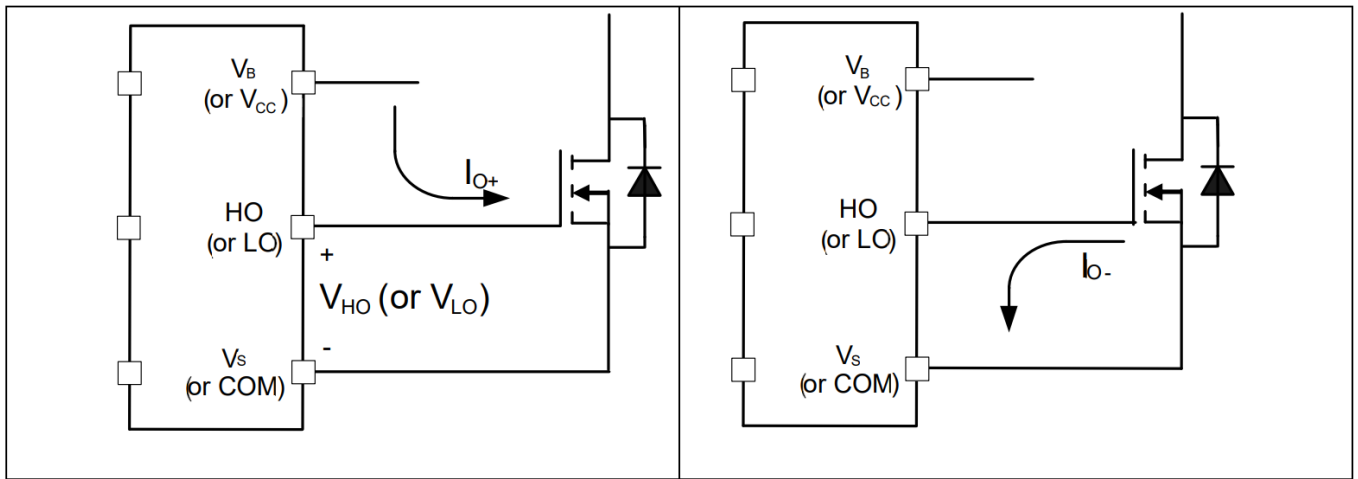 VB
(or VCC)
IO+
HO
(or LO)
+
VHO (or VLO)
-
VS
(or COM)
VB
(or VCC)
HO
(or LO)
IO-
VS
(or COM)